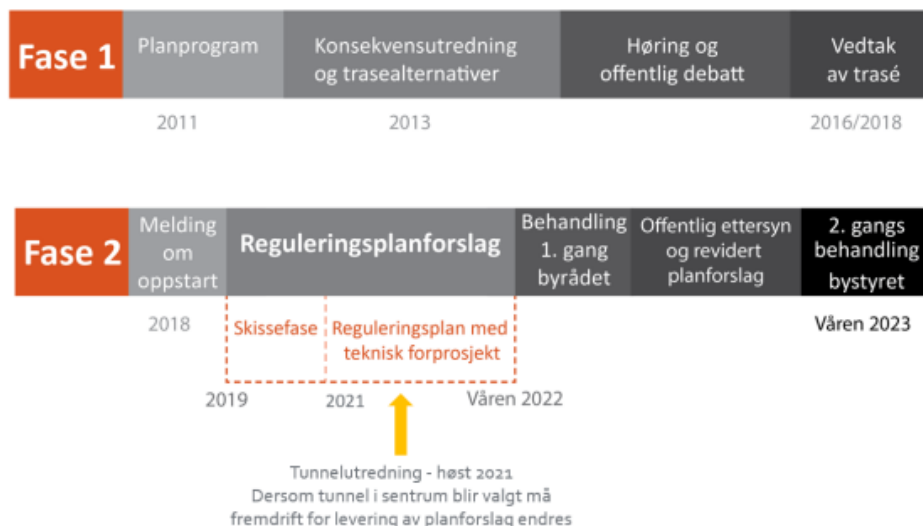 Fase 1
Planprogram
Konsekvensutredning
og trasealternativer
Høring og
offentlig debatt
Vedtak
av trasé
2011
2013
2016/2018
Fase 2
Melding
om
oppstart
Reguleringsplanforslag
Behandling
1. gang
byrådet
Offentlig ettersyn
og revidert
planforslag
2. gangs
behandling
bystyret
2018
Skissefase
Reguleringsplan med
teknisk forprosjekt
Våren 2023
2019
2021
Våren 2022
Tunnelutredning - høst 2021
Dersom tunnel i sentrum blir valgt må
fremdrift for levering av planforslag endres